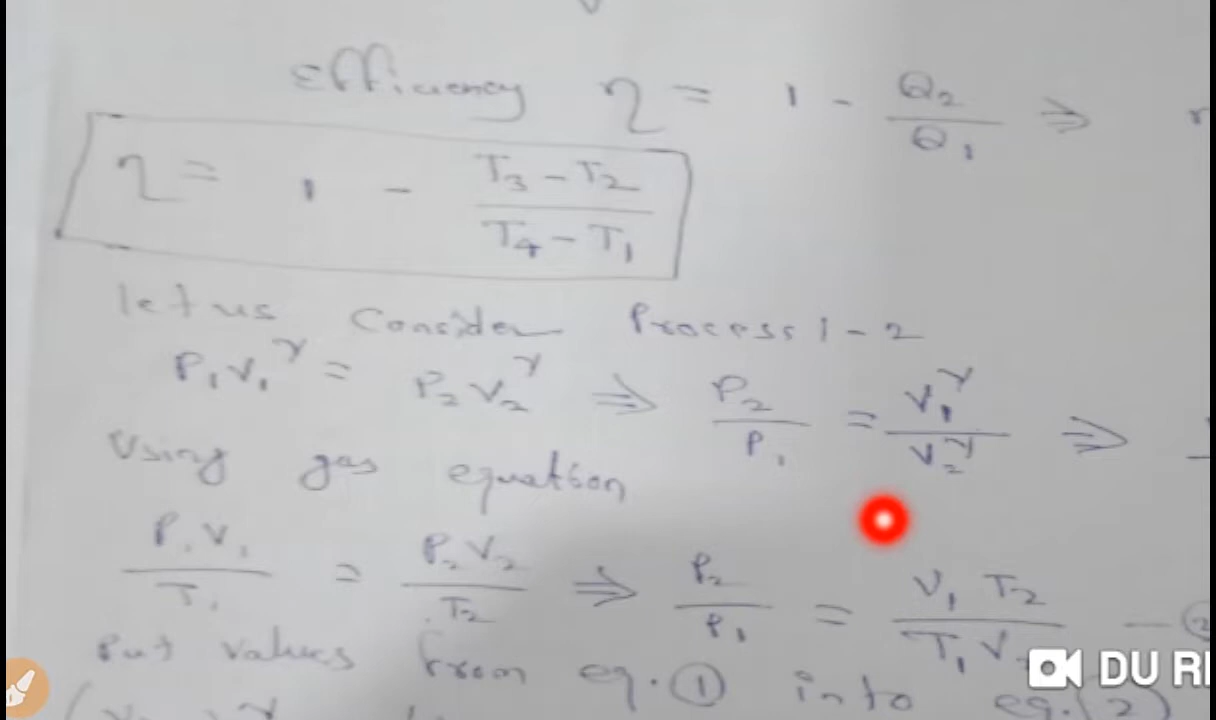 Efficiency η = 1 - Q₂/Q₁ ⇒
η = 1 - (T₃ - T₂)/(T₄ - T₁)
let us Consider Process 1-2
P₁V₁^γ = P₂V₂^γ ⇒ P₂/P₁ = V₁^γ/V₂^γ ⇒
Using gas equation
P₁V₁/T₁ = P₂V₂/T₂ ⇒ P₂/P₁ = V₁T₂/T₁V₂ — ②
Put values from eq. ① into eq.(2)
DU RE